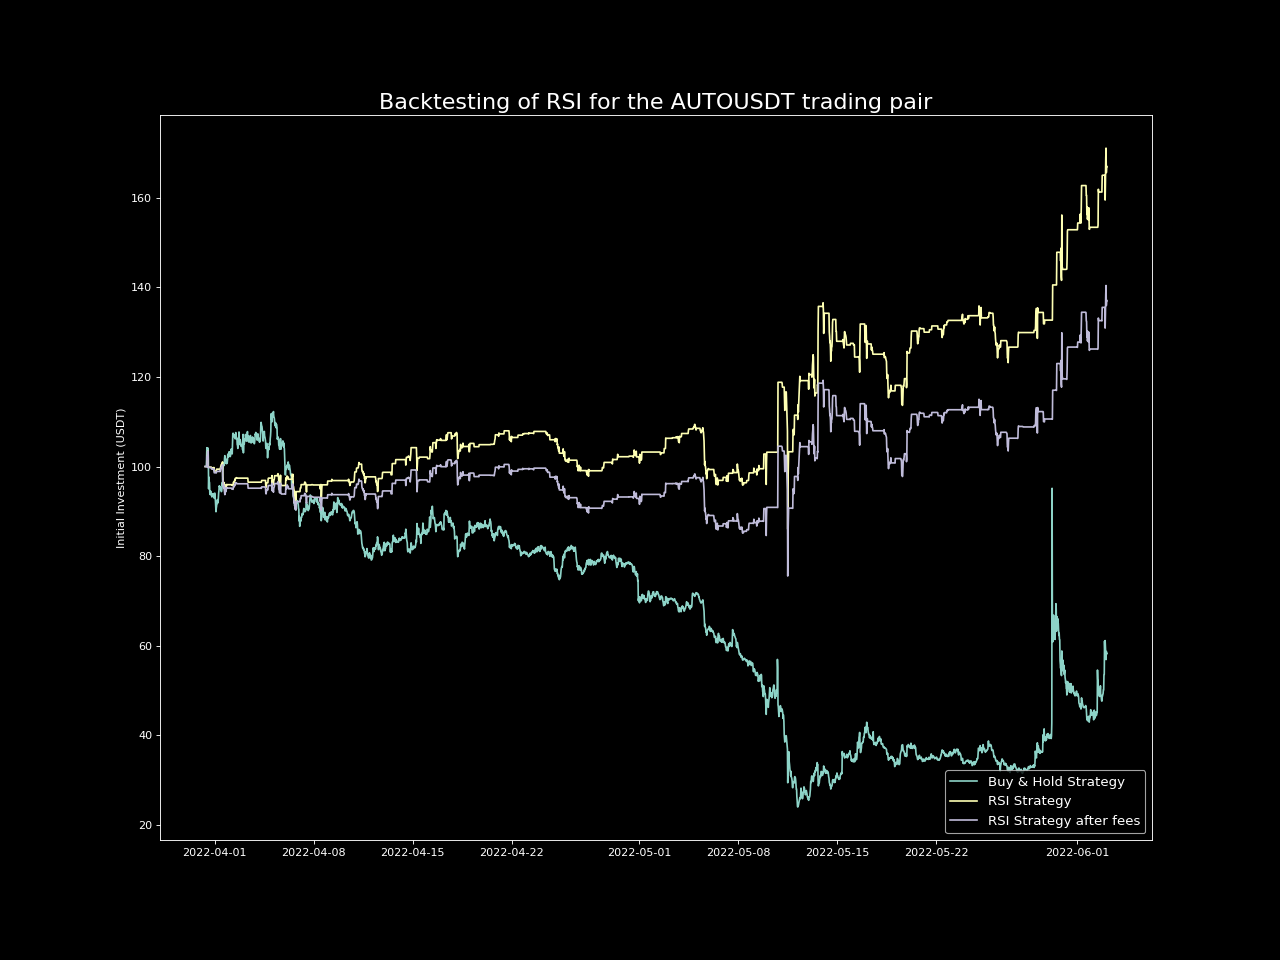 Backtesting of RSI for the AUTOUSDT trading pair
Initial Investment (USDT)
160
140
120
100
80
60
40
20
2022-04-01 2022-04-08 2022-04-15 2022-04-22 2022-05-01 2022-05-08 2022-05-15 2022-05-22 2022-06-01
Buy & Hold Strategy
RSI Strategy
RSI Strategy after fees